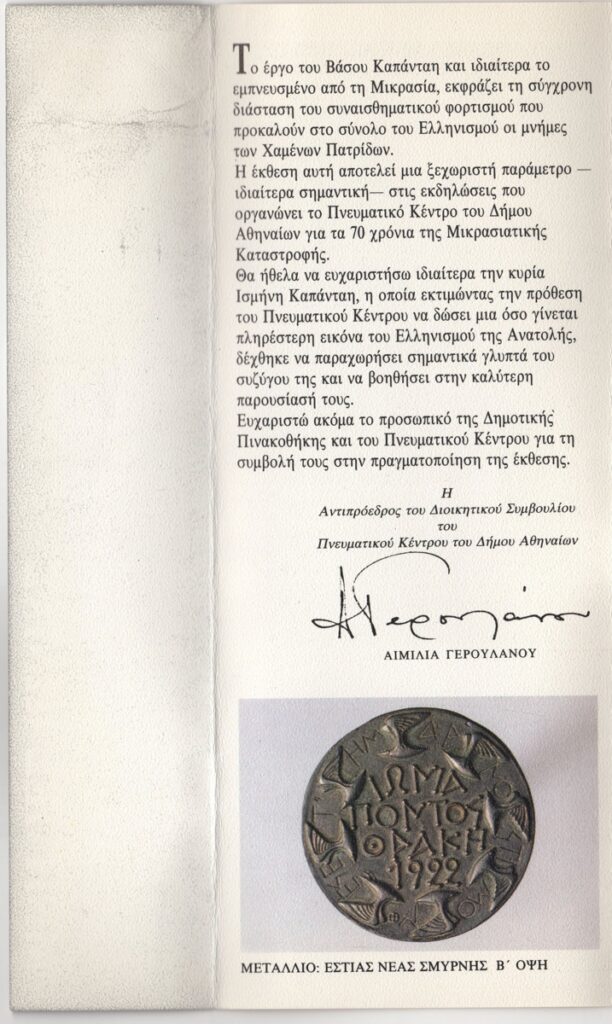 Το έργο του Βάσου Καπάνταη και ιδιαίτερα το
εμπνευσμένο από τη Μικρασία, εκφράζει τη σύγχρονη
διάσταση του συναισθηματικού φορτισμού που
προκαλούν στο σύνολο του Ελληνισμού οι μνήμες
των Χαμένων Πατρίδων.
Η έκθεση αυτή αποτελεί μια ξεχωριστή παράμετρο —
ιδιαίτερα σημαντική— στις εκδηλώσεις που
οργανώνει το Πνευματικό Κέντρο του Δήμου
Αθηναίων για τα 70 χρόνια της Μικρασιατικής
Καταστροφής.
Θα ήθελα να ευχαριστήσω ιδιαίτερα την κυρία
Ισμήνη Καπάνταη, η οποία εκτιμώντας την πρόθεση
του Πνευματικού Κέντρου να δώσει μια όσο γίνεται
πληρέστερη εικόνα του Ελληνισμού της Ανατολής,
δέχθηκε να παραχωρήσει σημαντικά γλυπτά του
συζύγου της και να βοηθήσει στην καλύτερη
παρουσίασή τους.
Ευχαριστώ ακόμα το προσωπικό της Δημοτικής
Πινακοθήκης και του Πνευματικού Κέντρου για τη
συμβολή τους στην πραγματοποίηση της έκθεσης.
Η
Αντιπρόεδρος του Διοικητικού Συμβουλίου
του
Πνευματικού Κέντρου του Δήμου Αθηναίων
ΑΙΜΙΛΙΑ ΓΕΡΟΥΛΑΝΟΥ
ΠΟΝΤΟΣ
ΘΡΑΚΗ
1922
ΜΕΤΑΛΛΙΟ: ΕΣΤΙΑΣ ΝΕΑΣ ΣΜΥΡΝΗΣ Β΄ ΟΨΗ